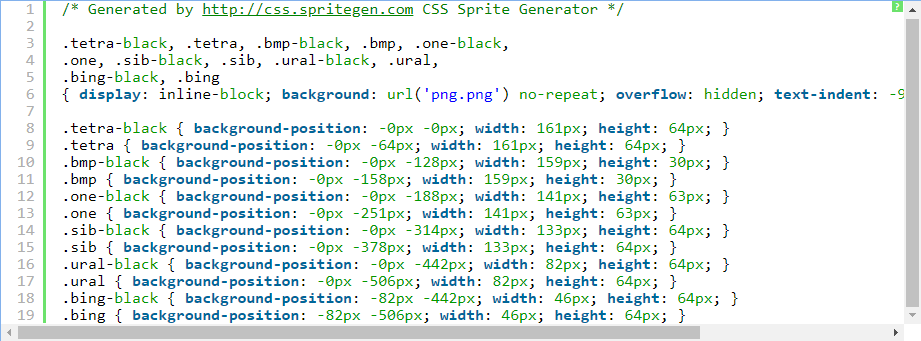 1 /* Generated by http://css.spritegen.com CSS Sprite Generator */
2
3 .tetra-black, .tetra, .bmp-black, .bmp, .one-black,
4 .one, .sib-black, .sib, .ural-black, .ural,
5 .bing-black, .bing
6 { display: inline-block; background: url('png.png') no-repeat; overflow: hidden; text-indent: -9
7
8 .tetra-black { background-position: -0px -0px; width: 161px; height: 64px; }
9 .tetra { background-position: -0px -64px; width: 161px; height: 64px; }
10 .bmp-black { background-position: -0px -128px; width: 159px; height: 30px; }
11 .bmp { background-position: -0px -158px; width: 159px; height: 30px; }
12 .one-black { background-position: -0px -188px; width: 141px; height: 63px; }
13 .one { background-position: -0px -251px; width: 141px; height: 63px; }
14 .sib-black { background-position: -0px -314px; width: 133px; height: 64px; }
15 .sib { background-position: -0px -378px; width: 133px; height: 64px; }
16 .ural-black { background-position: -0px -442px; width: 82px; height: 64px; }
17 .ural { background-position: -0px -506px; width: 82px; height: 64px; }
18 .bing-black { background-position: -82px -442px; width: 46px; height: 64px; }
19 .bing { background-position: -82px -506px; width: 46px; height: 64px; }
?